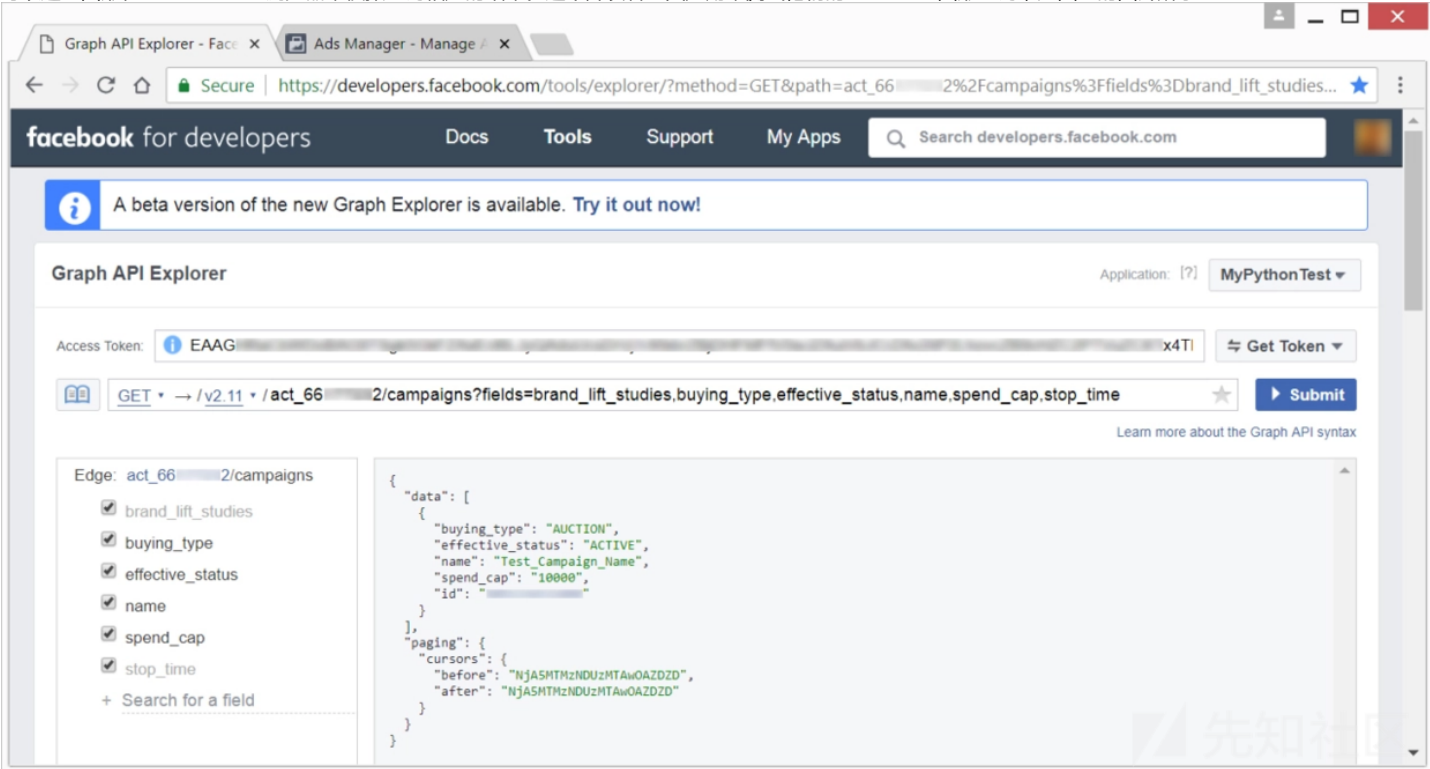 Graph API Explorer - Face
Ads Manager - Manage A
Secure https://developers.facebook.com/tools/explorer/?method=GET&path=act_66 2%2Fcampaigns%3Ffields%3Dbrand_lift_studies...
facebook for developers Docs Tools Support My Apps Search developers.facebook.com
A beta version of the new Graph Explorer is available. Try it out now!
Graph API Explorer
Application: [?] MyPythonTest
Access Token: EAAG x4Tl Get Token
GET → / v2.11 / act_66 2/campaigns?fields=brand_lift_studies,buying_type,effective_status,name,spend_cap,stop_time Submit
Learn more about the Graph API syntax
Edge: act_66 2/campaigns
brand_lift_studies
buying_type
effective_status
name
spend_cap
stop_time
+ Search for a field
{
"data": [
{
"buying_type": "AUCTION",
"effective_status": "ACTIVE",
"name": "Test_Campaign_Name",
"spend_cap": "10000",
"id": " "
}
],
"paging": {
"cursors": {
"before": "NjA5MTMzNDUzMTAwOAZDZD",
"after": "NjA5MTMzNDUzMTAwOAZDZD"
}
}
}
先知社区